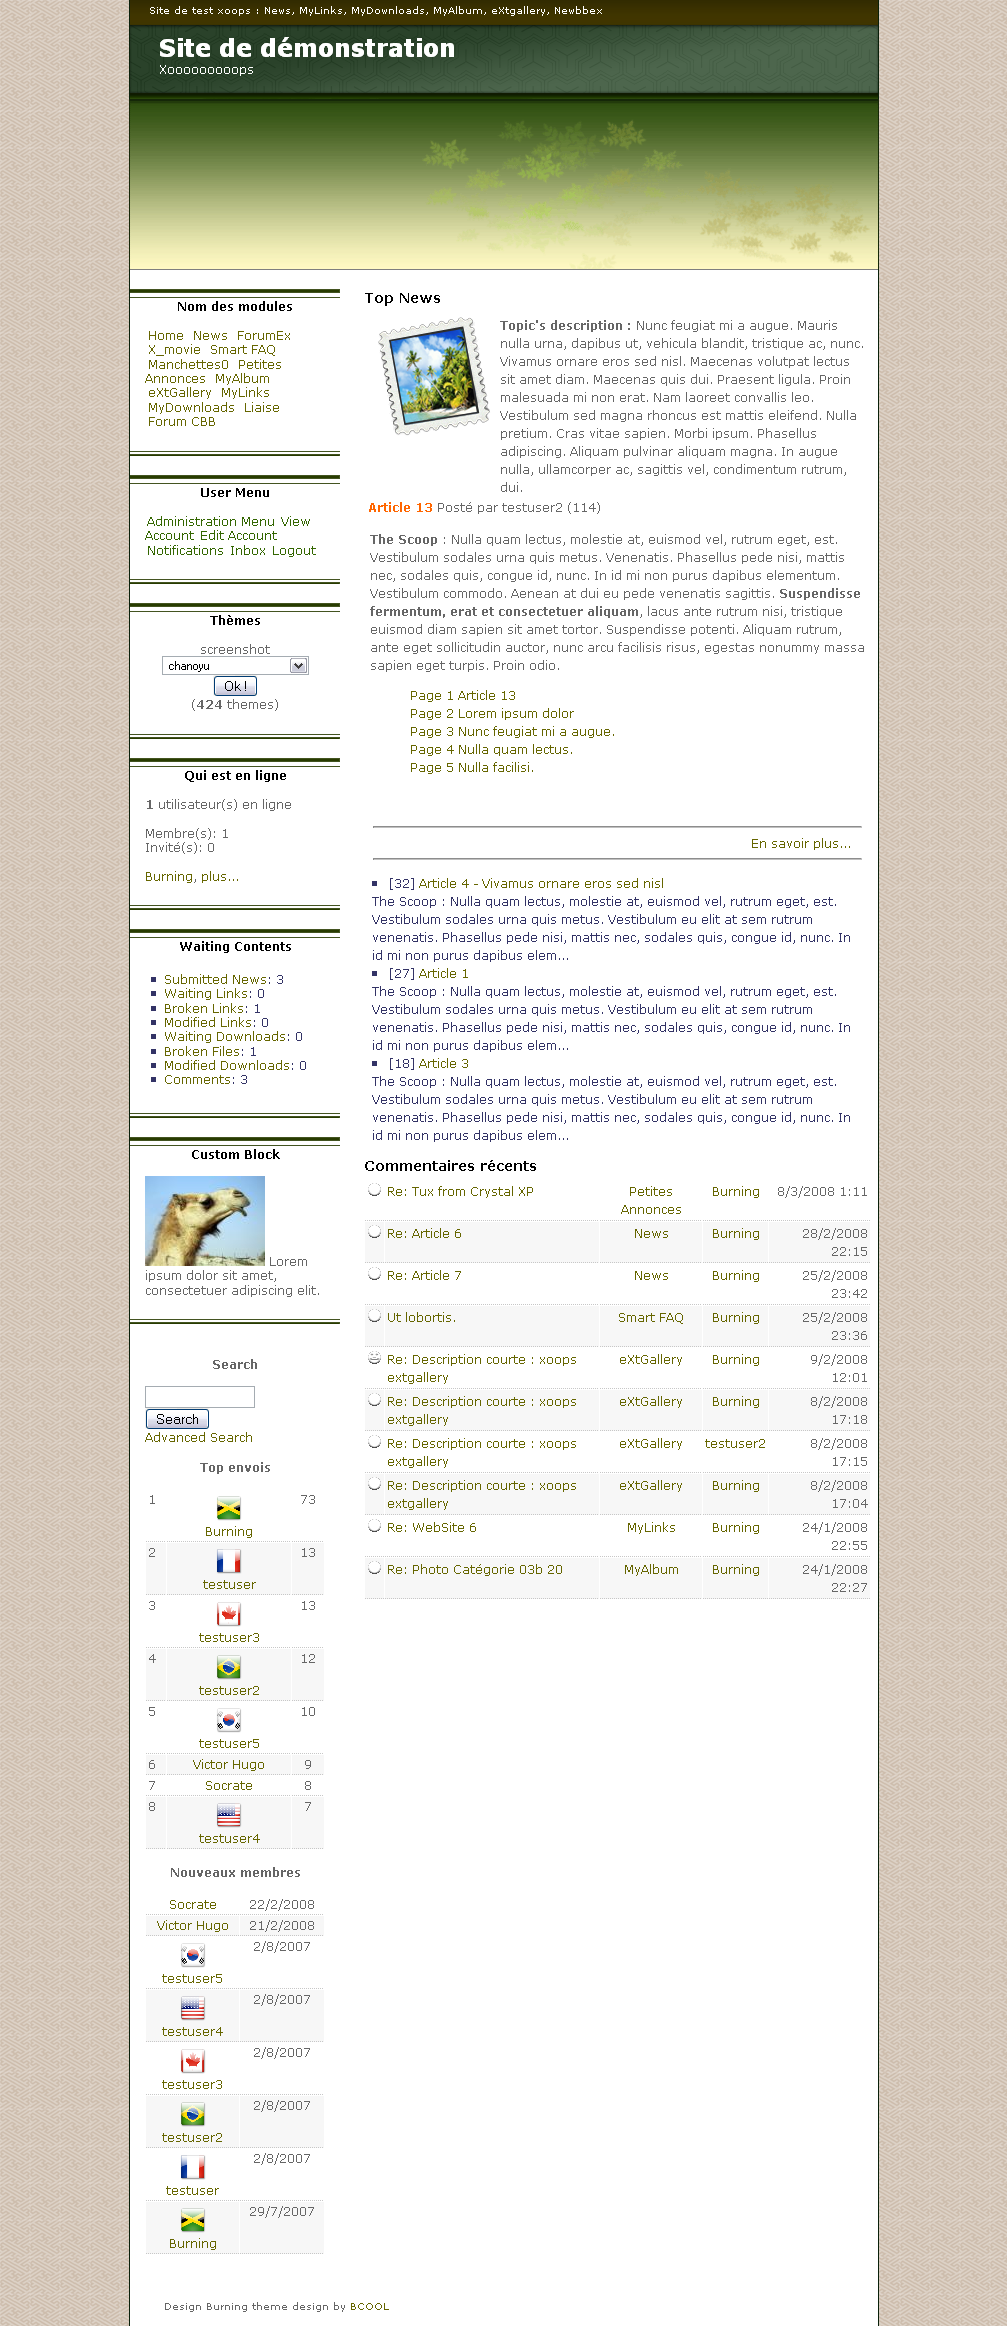 Site de test xoops : News, MyLinks, MyDownloads, MyAlbum, eXtgallery, Newbbex
Site de démonstration
Xoooooooooops
Nom des modules
Home News ForumEx
X_movie Smart FAQ
Manchettes0 Petites
Annonces MyAlbum
eXtGallery MyLinks
MyDownloads Liaise
Forum CBB
User Menu
Administration Menu View
Account Edit Account
Notifications Inbox Logout
Thèmes
screenshot
chanoyu
Ok !
(424 themes)
Qui est en ligne
1 utilisateur(s) en ligne
Membre(s): 1
Invité(s): 0
Burning, plus...
Waiting Contents
Submitted News: 3
Waiting Links: 0
Broken Links: 1
Modified Links: 0
Waiting Downloads: 0
Broken Files: 1
Modified Downloads: 0
Comments: 3
Custom Block
Lorem
ipsum dolor sit amet,
consectetuer adipiscing elit.
Search
Search
Advanced Search
Top envois
1 Burning 73
2 testuser 13
3 testuser3 13
4 testuser2 12
5 testuser5 10
6 Victor Hugo 9
7 Socrate 8
8 testuser4 7
Nouveaux membres
Socrate 22/2/2008
Victor Hugo 21/2/2008
testuser5 2/8/2007
testuser4 2/8/2007
testuser3 2/8/2007
testuser2 2/8/2007
testuser 2/8/2007
Burning 29/7/2007
Top News
Topic's description : Nunc feugiat mi a augue. Mauris
nulla urna, dapibus ut, vehicula blandit, tristique ac, nunc.
Vivamus ornare eros sed nisl. Maecenas volutpat lectus
sit amet diam. Maecenas quis dui. Praesent ligula. Proin
malesuada mi non erat. Nam laoreet convallis leo.
Vestibulum sed magna rhoncus est mattis eleifend. Nulla
pretium. Cras vitae sapien. Morbi ipsum. Phasellus
adipiscing. Aliquam pulvinar aliquam magna. In augue
nulla, ullamcorper ac, sagittis vel, condimentum rutrum,
dui.
Article 13 Posté par testuser2 (114)
The Scoop : Nulla quam lectus, molestie at, euismod vel, rutrum eget, est.
Vestibulum sodales urna quis metus. Venenatis. Phasellus pede nisi, mattis
nec, sodales quis, congue id, nunc. In id mi non purus dapibus elementum.
Vestibulum commodo. Aenean at dui eu pede venenatis sagittis. Suspendisse
fermentum, erat et consectetuer aliquam, lacus ante rutrum nisi, tristique
euismod diam sapien sit amet tortor. Suspendisse potenti. Aliquam rutrum,
ante eget sollicitudin auctor, nunc arcu facilisis risus, egestas nonummy massa
sapien eget turpis. Proin odio.
Page 1 Article 13
Page 2 Lorem ipsum dolor
Page 3 Nunc feugiat mi a augue.
Page 4 Nulla quam lectus.
Page 5 Nulla facilisi.
En savoir plus...
[32] Article 4 - Vivamus ornare eros sed nisl
The Scoop : Nulla quam lectus, molestie at, euismod vel, rutrum eget, est.
Vestibulum sodales urna quis metus. Vestibulum eu elit at sem rutrum
venenatis. Phasellus pede nisi, mattis nec, sodales quis, congue id, nunc. In
id mi non purus dapibus elem...
[27] Article 1
The Scoop : Nulla quam lectus, molestie at, euismod vel, rutrum eget, est.
Vestibulum sodales urna quis metus. Vestibulum eu elit at sem rutrum
venenatis. Phasellus pede nisi, mattis nec, sodales quis, congue id, nunc. In
id mi non purus dapibus elem...
[18] Article 3
The Scoop : Nulla quam lectus, molestie at, euismod vel, rutrum eget, est.
Vestibulum sodales urna quis metus. Vestibulum eu elit at sem rutrum
venenatis. Phasellus pede nisi, mattis nec, sodales quis, congue id, nunc. In
id mi non purus dapibus elem...
Commentaires récents
Re: Tux from Crystal XP Petites Annonces Burning 8/3/2008 1:11
Re: Article 6 News Burning 28/2/2008 22:15
Re: Article 7 News Burning 25/2/2008 23:42
Ut lobortis. Smart FAQ Burning 25/2/2008 23:36
Re: Description courte : xoops extgallery eXtGallery Burning 9/2/2008 12:01
Re: Description courte : xoops extgallery eXtGallery Burning 8/2/2008 17:18
Re: Description courte : xoops extgallery eXtGallery testuser2 8/2/2008 17:15
Re: Description courte : xoops extgallery eXtGallery Burning 8/2/2008 17:04
Re: WebSite 6 MyLinks Burning 24/1/2008 22:55
Re: Photo Catégorie 03b 20 MyAlbum Burning 24/1/2008 22:27
Design Burning theme design by BCOOL